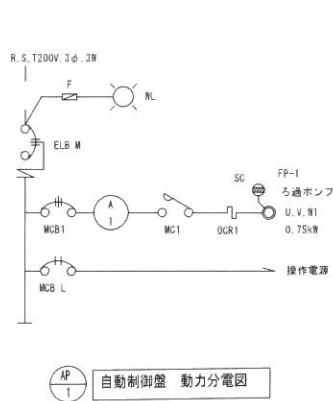 R,S,T200V,3φ,3W
F
WL
ELB M
SC
FP-1
ろ過ポンプ
A
1
U,V,W1
MCB1
MC1
OCR1
0.75kW
MCB L
操作電源
AP
1
自動制御盤 動力分電図